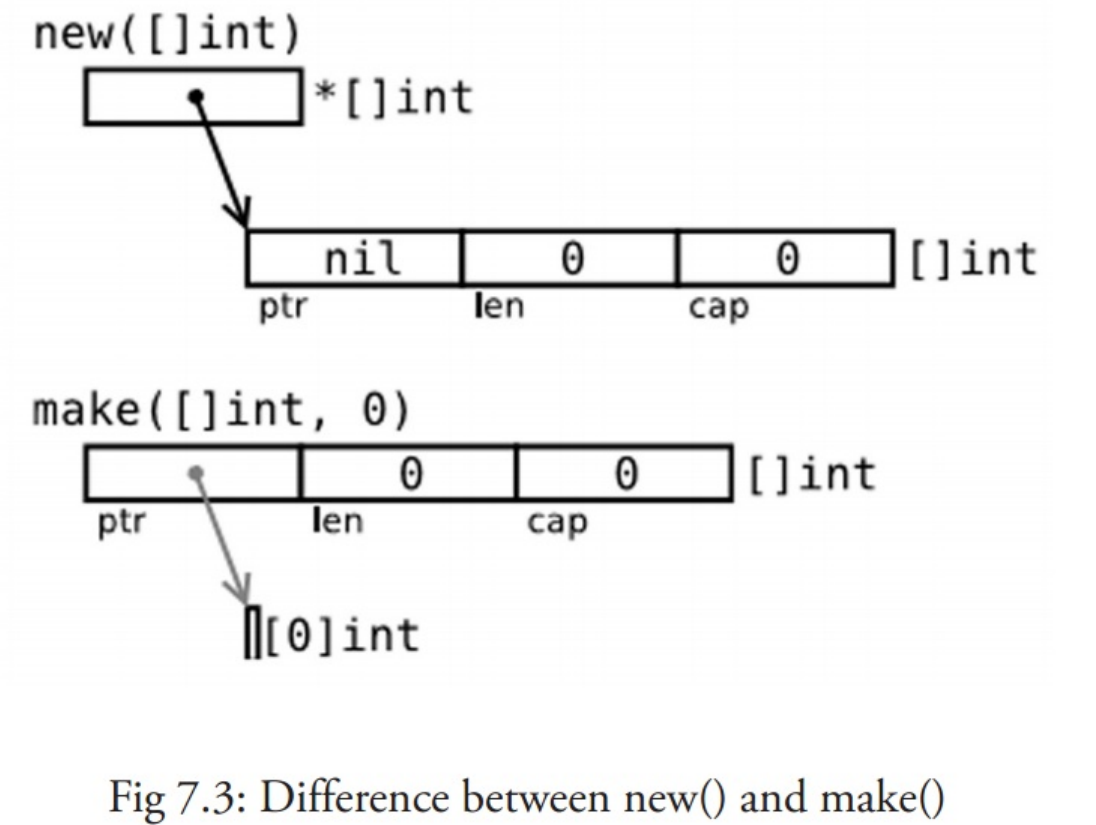 new([]int)
*[]int
nil 0 0 []int
ptr len cap
make([]int, 0)
0 0 []int
ptr len cap
[0]int
Fig 7.3: Difference between new() and make()